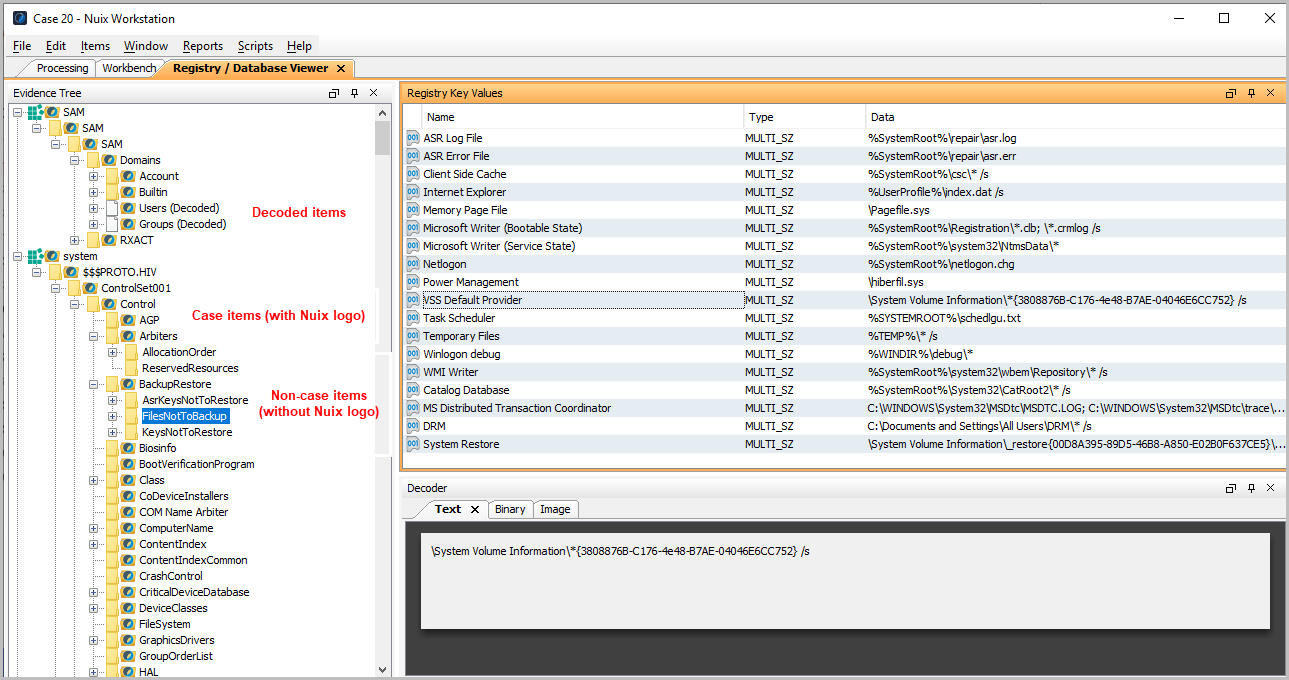 Case 20 - Nuix Workstation
File Edit Items Window Reports Scripts Help
Processing Workbench Registry / Database Viewer
Evidence Tree
SAM
SAM
SAM
Domains
Account
Builtin
Users (Decoded)
Groups (Decoded)
Decoded items
RXACT
system
$$$PROTO.HIV
ControlSet001
Control
AGP
Case items (with Nuix logo)
Arbiters
AllocationOrder
ReservedResources
BackupRestore
AsrKeysNotToRestore
Non-case items
(without Nuix logo)
FilesNotToBackup
KeysNotToRestore
Biosinfo
BootVerificationProgram
Class
CoDeviceInstallers
COM Name Arbiter
ComputerName
ContentIndex
ContentIndexCommon
CrashControl
CriticalDeviceDatabase
DeviceClasses
FileSystem
GraphicsDrivers
GroupOrderList
HAL
Registry Key Values
Name Type Data
ASR Log File MULTI_SZ %SystemRoot%\repair\asr.log
ASR Error File MULTI_SZ %SystemRoot%\repair\asr.err
Client Side Cache MULTI_SZ %SystemRoot%\csc\* /s
Internet Explorer MULTI_SZ %UserProfile%\index.dat /s
Memory Page File MULTI_SZ \Pagefile.sys
Microsoft Writer (Bootable State) MULTI_SZ %SystemRoot%\Registration\*.clb; \*.crmlog /s
Microsoft Writer (Service State) MULTI_SZ %SystemRoot%\system32\NtmsData\*
Netlogon MULTI_SZ %SystemRoot%\netlogon.chg
Power Management MULTI_SZ \hiberfil.sys
VSS Default Provider MULTI_SZ \System Volume Information\*{3808876B-C176-4e48-B7AE-04046E6CC752} /s
Task Scheduler MULTI_SZ %SYSTEMROOT%\schedlgu.txt
Temporary Files MULTI_SZ %TEMP%\* /s
Winlogon debug MULTI_SZ %WINDIR%\debug\*
WMI Writer MULTI_SZ %SystemRoot%\system32\wbem\Repository\* /s
Catalog Database MULTI_SZ %SystemRoot%\System32\CatRoot2\* /s
MS Distributed Transaction Coordinator MULTI_SZ C:\WINDOWS\System32\MSDtc\MSDTC.LOG; C:\WINDOWS\System32\MSDtc\trace\...
DRM MULTI_SZ C:\Documents and Settings\All Users\DRM\* /s
System Restore MULTI_SZ \System Volume Information\_restore{00D8A395-89D5-46B8-A850-E02B0F637CE5}\...
Decoder
Text Binary Image
\System Volume Information\*{3808876B-C176-4e48-B7AE-04046E6CC752} /s